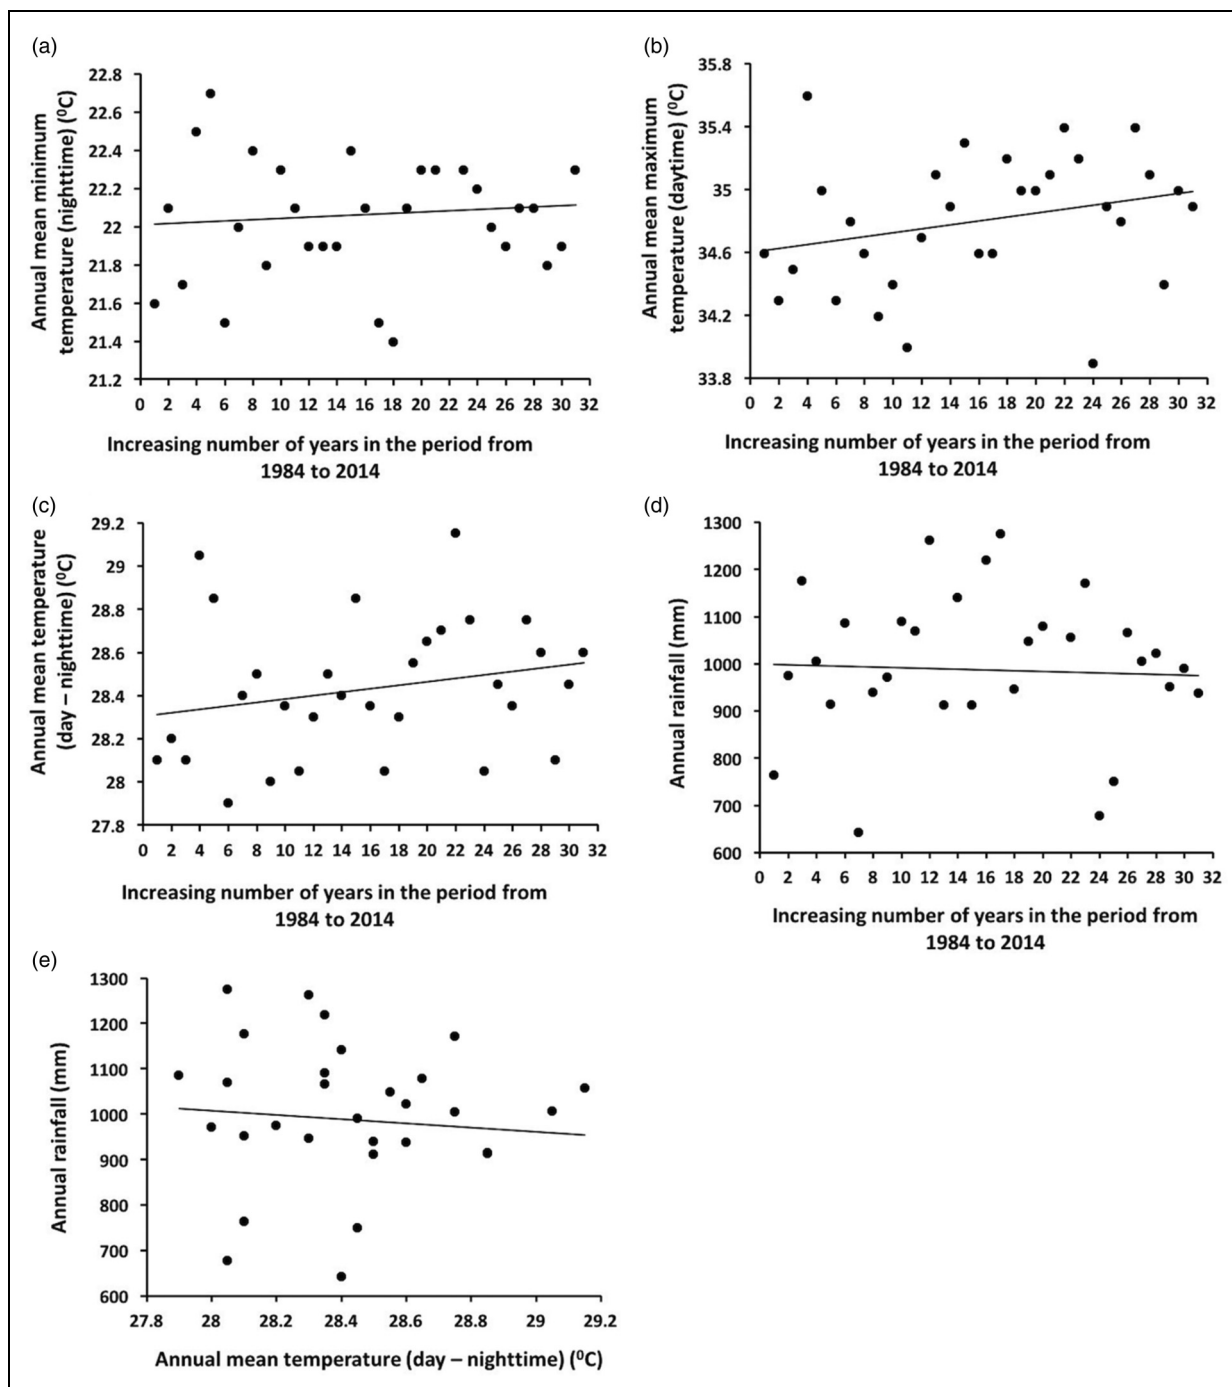 (a)
Annual mean minimum
temperature (nighttime) (⁰C)
22.8
22.6
22.4
22.2
22
21.8
21.6
21.4
21.2
0 2 4 6 8 10 12 14 16 18 20 22 24 26 28 30 32
Increasing number of years in the period from
1984 to 2014
(b)
Annual mean maximum
temperature (daytime) (⁰C)
35.8
35.4
35
34.6
34.2
33.8
0 2 4 6 8 10 12 14 16 18 20 22 24 26 28 30 32
Increasing number of years in the period from
1984 to 2014
(c)
Annual mean temperature
(day – nighttime) (⁰C)
29.2
29
28.8
28.6
28.4
28.2
28
27.8
0 2 4 6 8 10 12 14 16 18 20 22 24 26 28 30 32
Increasing number of years in the period from
1984 to 2014
(d)
Annual rainfall (mm)
1300
1200
1100
1000
900
800
700
600
0 2 4 6 8 10 12 14 16 18 20 22 24 26 28 30 32
Increasing number of years in the period from
1984 to 2014
(e)
Annual rainfall (mm)
1300
1200
1100
1000
900
800
700
600
27.8 28 28.2 28.4 28.6 28.8 29 29.2
Annual mean temperature (day – nighttime) (⁰C)